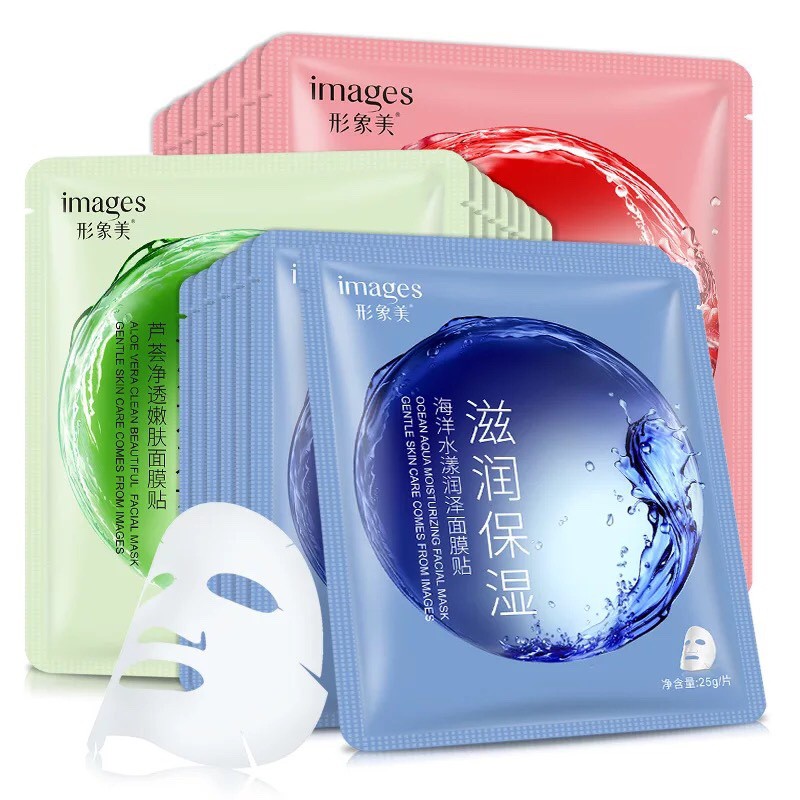 images
形象美®
images
形象美®
芦荟净透嫩肤面膜贴
ALOE VERA CLEAN BEAUTIFUL FACIAL MASK
GENTLE SKIN CARE COMES FROM IMAGES
i
images
形象美®
滋润保湿
海洋水漾润泽面膜贴
OCEAN AQUA MOISTURIZING FACIAL MASK
GENTLE SKIN CARE COMES FROM IMAGES
净含量:25g/片